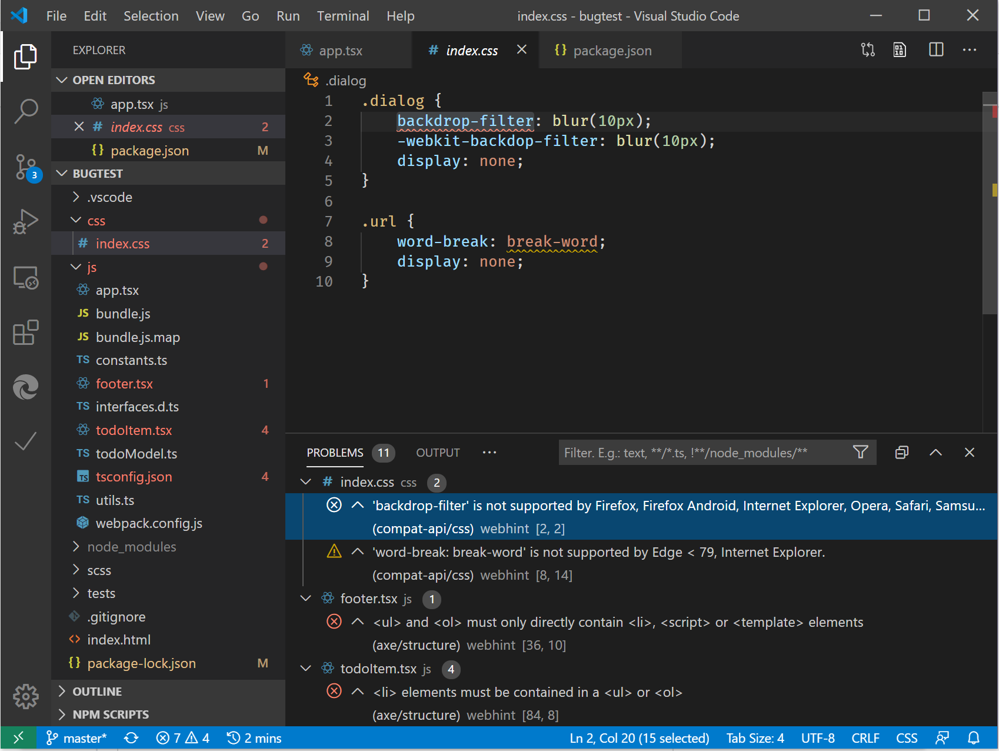 File Edit Selection View Go Run Terminal Help index.css - bugtest - Visual Studio Code
EXPLORER
OPEN EDITORS
app.tsx js
# index.css css 2
{} package.json M
BUGTEST
.vscode
css
# index.css 2
js
app.tsx
JS bundle.js
JS bundle.js.map
TS constants.ts
footer.tsx 1
TS interfaces.d.ts
todoItem.tsx 4
TS todoModel.ts
TS tsconfig.json 4
TS utils.ts
webpack.config.js
node_modules
scss
tests
.gitignore
<> index.html
{} package-lock.json M
OUTLINE
NPM SCRIPTS
3
app.tsx # index.css {} package.json
.dialog
1 .dialog {
2 backdrop-filter: blur(10px);
3 -webkit-backdop-filter: blur(10px);
4 display: none;
5 }
6
7 .url {
8 word-break: break-word;
9 display: none;
10 }
PROBLEMS 11 OUTPUT ··· Filter. E.g.: text, **/*.ts, !**/node_modules/**
# index.css css 2
'backdrop-filter' is not supported by Firefox, Firefox Android, Internet Explorer, Opera, Safari, Samsu...
(compat-api/css) webhint [2, 2]
'word-break: break-word' is not supported by Edge < 79, Internet Explorer.
(compat-api/css) webhint [8, 14]
footer.tsx js 1
<ul> and <ol> must only directly contain <li>, <script> or <template> elements
(axe/structure) webhint [36, 10]
todoItem.tsx js 4
<li> elements must be contained in a <ul> or <ol>
(axe/structure) webhint [84, 8]
master* 7 4 2 mins Ln 2, Col 20 (15 selected) Tab Size: 4 UTF-8 CRLF CSS